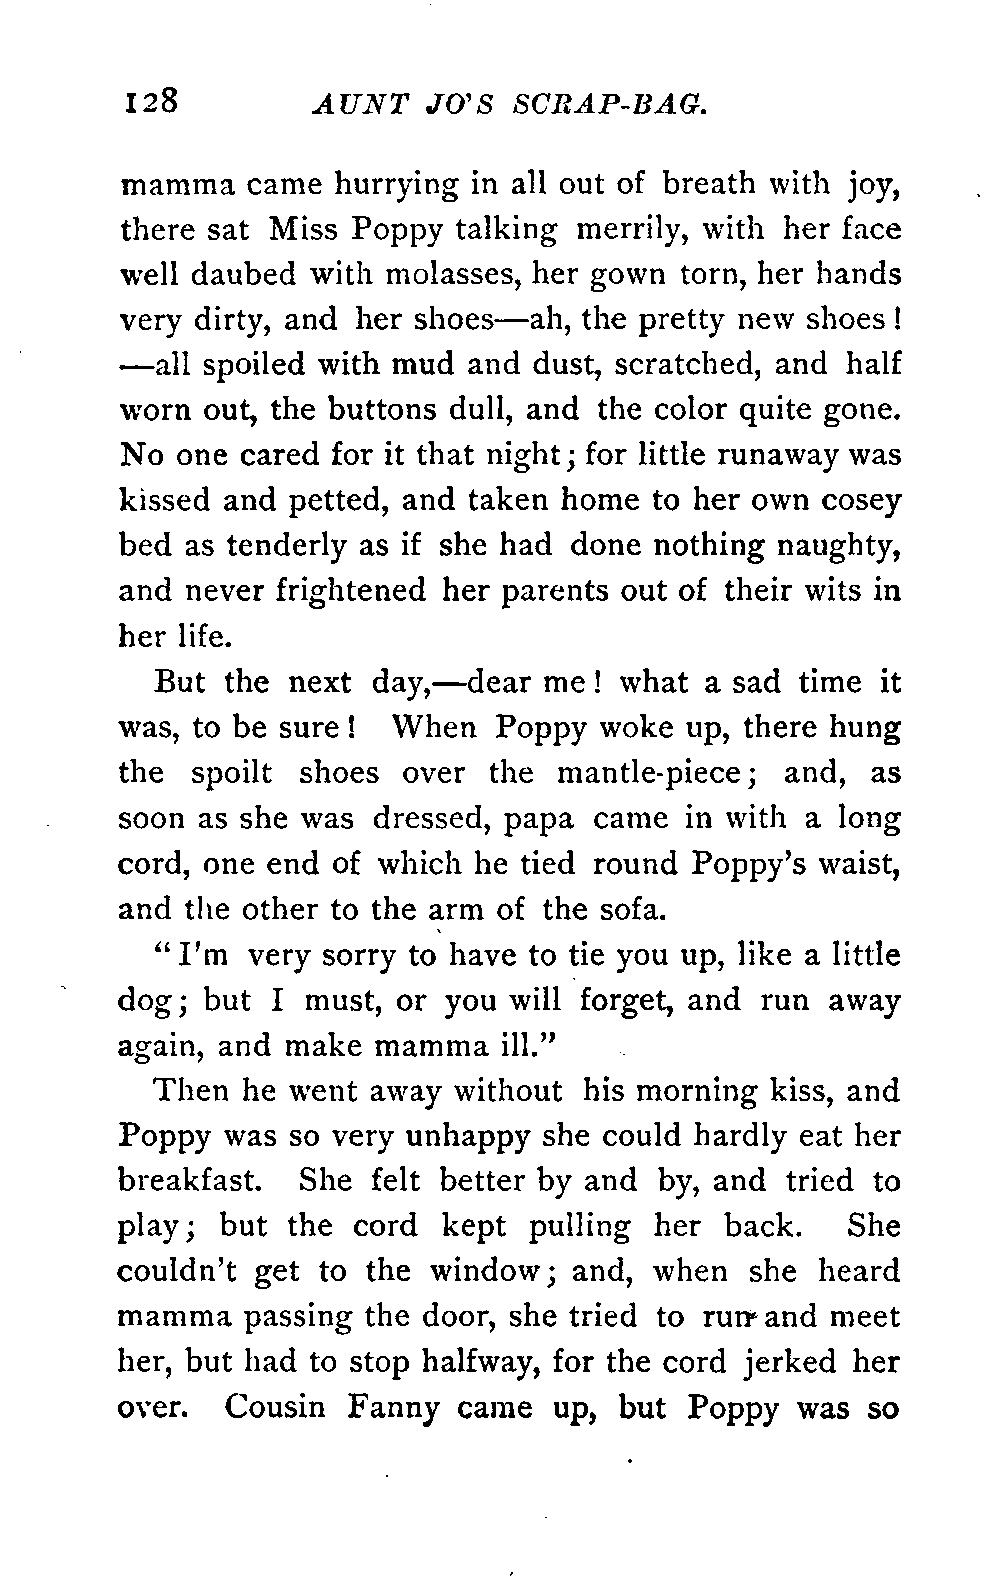 128 AUNT JO'S SCRAP-BAG.
mamma came hurrying in all out of breath with joy,
there sat Miss Poppy talking merrily, with her face
well daubed with molasses, her gown torn, her hands
very dirty, and her shoes—ah, the pretty new shoes!
—all spoiled with mud and dust, scratched, and half
worn out, the buttons dull, and the color quite gone.
No one cared for it that night; for little runaway was
kissed and petted, and taken home to her own cosey
bed as tenderly as if she had done nothing naughty,
and never frightened her parents out of their wits in
her life.
But the next day,—dear me! what a sad time it
was, to be sure! When Poppy woke up, there hung
the spoilt shoes over the mantle-piece; and, as
soon as she was dressed, papa came in with a long
cord, one end of which he tied round Poppy's waist,
and the other to the arm of the sofa.
"I'm very sorry to have to tie you up, like a little
dog; but I must, or you will forget, and run away
again, and make mamma ill."
Then he went away without his morning kiss, and
Poppy was so very unhappy she could hardly eat her
breakfast. She felt better by and by, and tried to
play; but the cord kept pulling her back. She
couldn't get to the window; and, when she heard
mamma passing the door, she tried to run and meet
her, but had to stop halfway, for the cord jerked her
over. Cousin Fanny came up, but Poppy was so